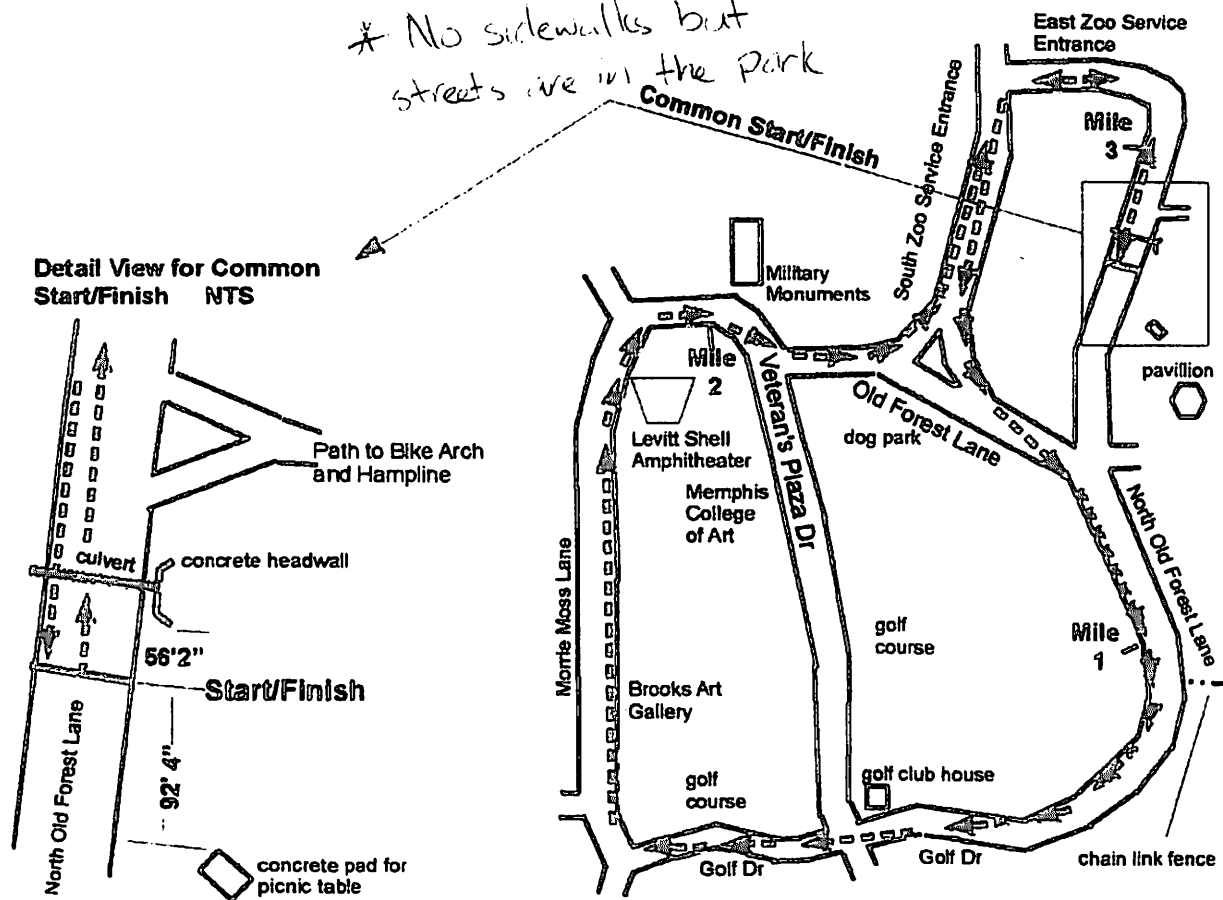 * No sidewalks but
streets are in the park
East Zoo Service
Entrance
Common Start/Finish
South Zoo Service Entrance
Mile
3
Detail View for Common
Start/Finish NTS
Military
Monuments
Mile
2
Veteran's Plaza Dr
Old Forest Lane
dog park
pavillion
Levitt Shell
Amphitheater
Memphis
College
of Art
Path to Bike Arch
and Hampline
culvert
concrete headwall
56'2"
Start/Finish
92' 4"
North Old Forest Lane
concrete pad for
picnic table
Morrie Moss Lane
Brooks Art
Gallery
golf
course
golf
course
Mile
1
North Old Forest Lane
golf club house
Golf Dr
Golf Dr
chain link fence